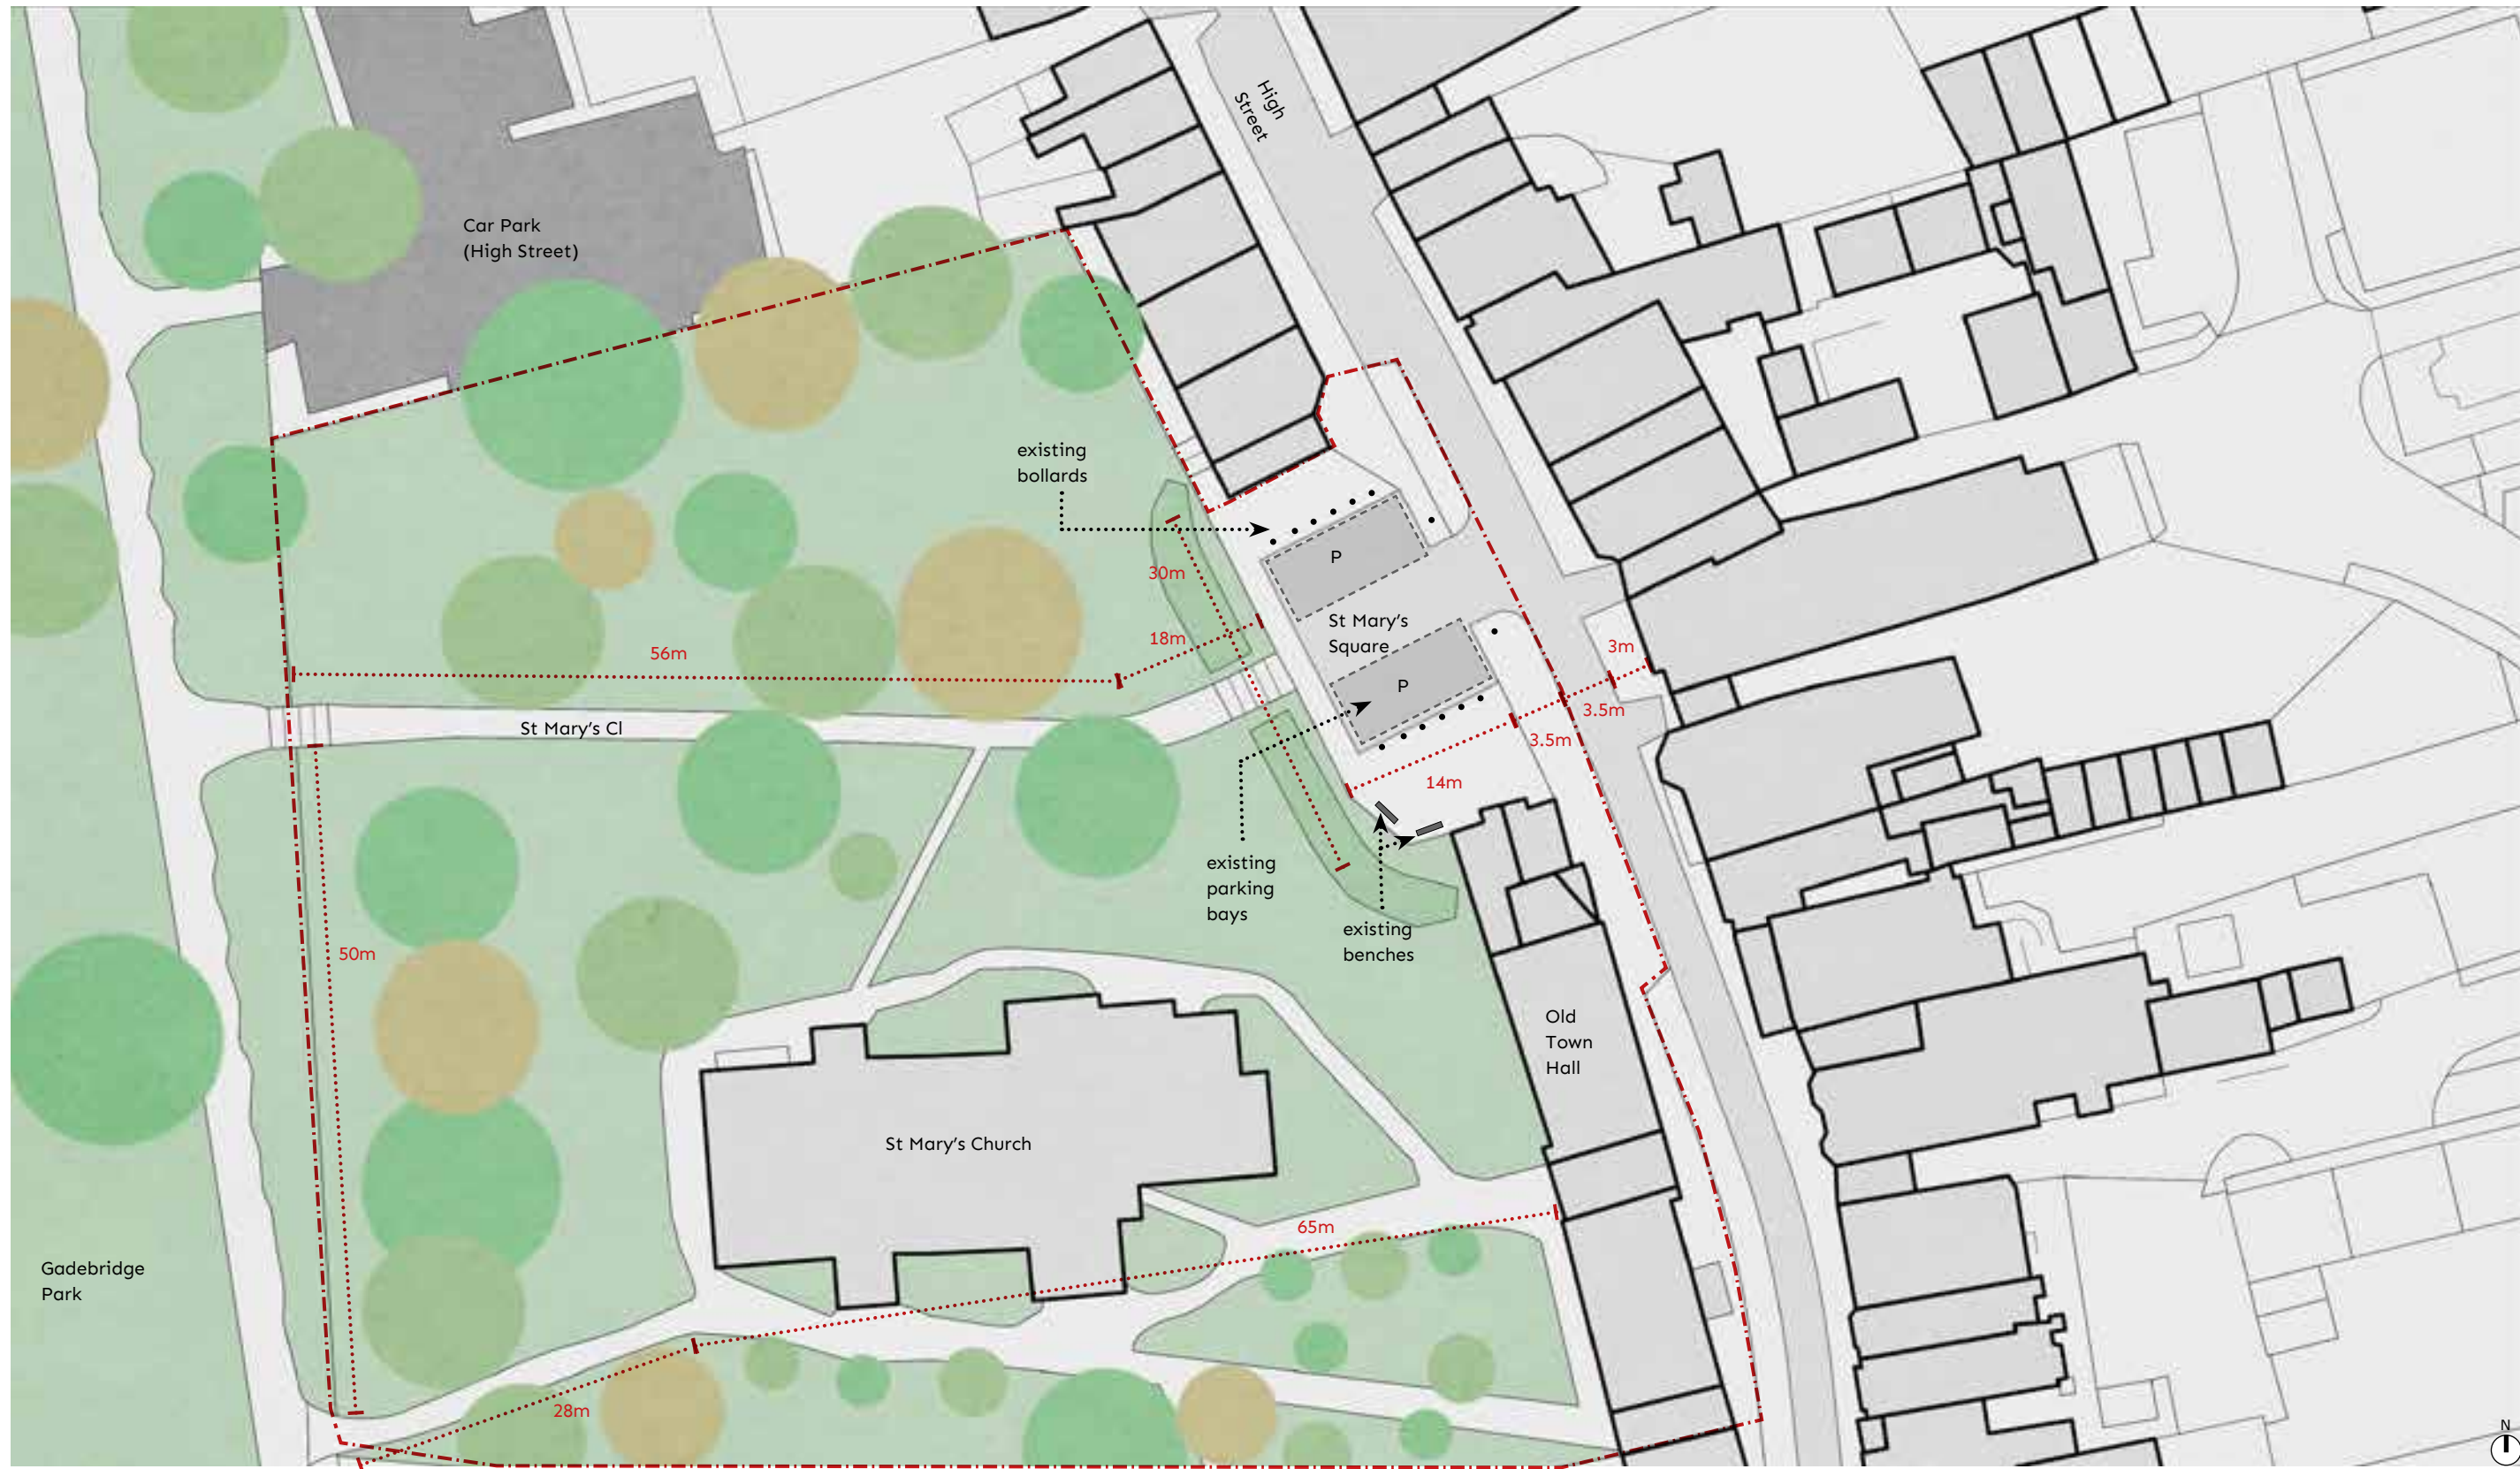 High
Street
Car Park
(High Street)
existing
bollards
P
30m
St Mary's
Square
18m
56m
3m
P
3.5m
St Mary's Cl
3.5m
14m
existing
parking
bays
existing
benches
50m
Old
Town
Hall
St Mary's Church
65m
Gadebridge
Park
28m
N